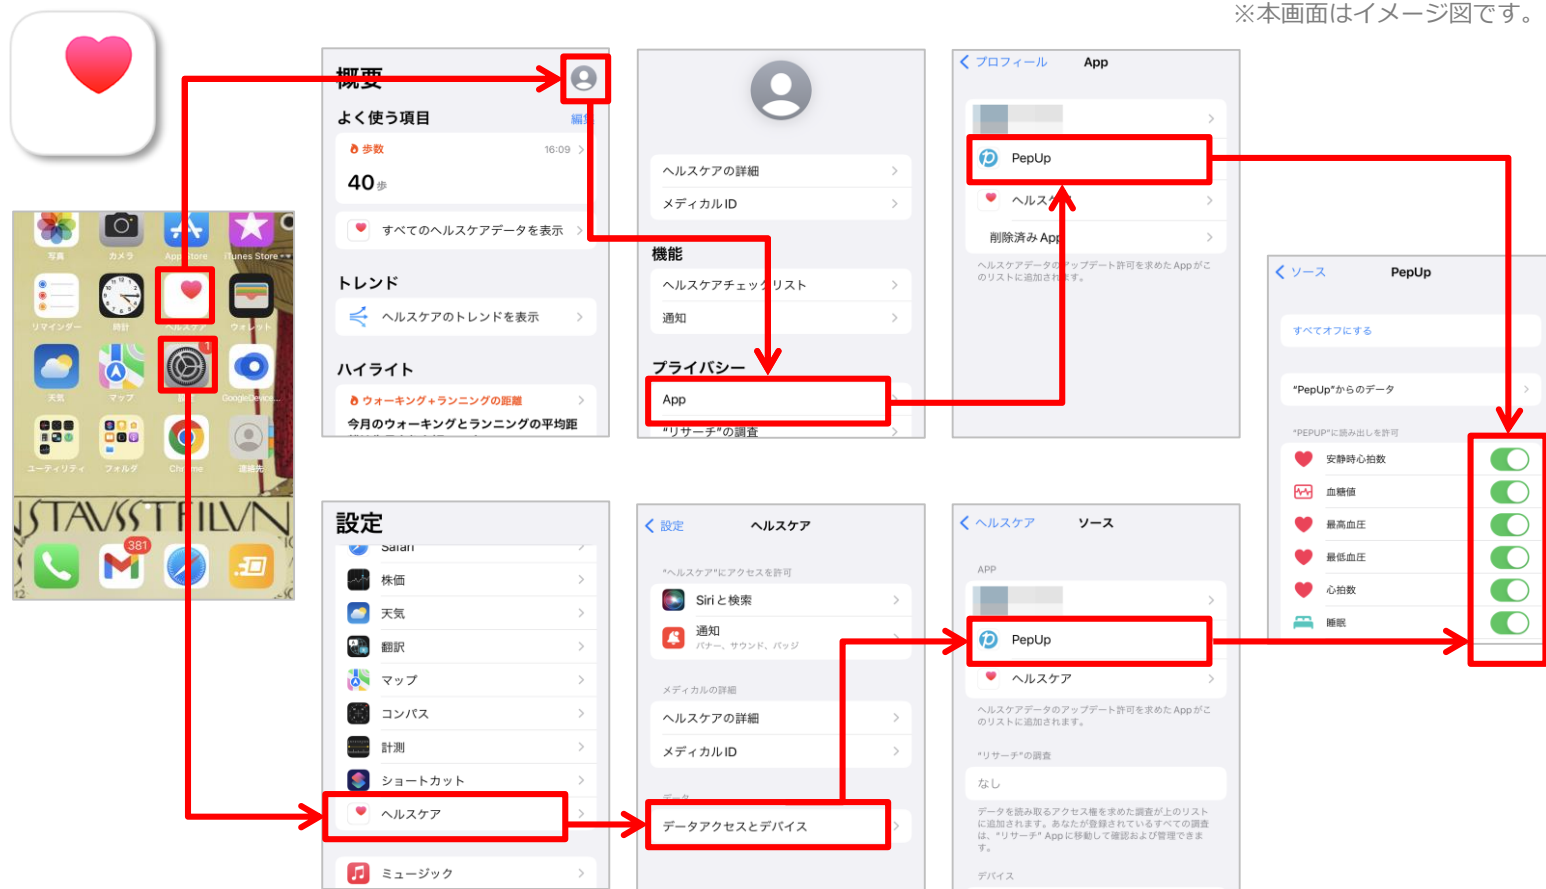 ※本画面はイメージ図です。
写真
カメラ
App Store
iTunes Store
リマインダー
時計
ヘルスケア
ウォレット
天気
マップ
設定
1
GoogleDevice...
ユーティリティ
フォルダ
Chrome
連絡先
381
概要
よく使う項目
編集
歩数
16:09
40歩
すべてのヘルスケアデータを表示
トレンド
ヘルスケアのトレンドを表示
ハイライト
ウォーキング+ランニングの距離
今月のウォーキングとランニングの平均距
ヘルスケアの詳細
メディカルID
機能
ヘルスケアチェックリスト
通知
プライバシー
App
“リサーチ”の調査
プロフィール
App
PepUp
ヘルスケア
削除済み App
ヘルスケアデータのアップデート許可を求めた Appがこ
のリストに追加されます。
ソース
PepUp
すべてオフにする
“PepUp”からのデータ
“PEPUP”に読み出しを許可
安静時心拍数
血糖値
最高血圧
最低血圧
心拍数
睡眠
設定
Safari
株価
天気
翻訳
マップ
コンパス
計測
ショートカット
ヘルスケア
ミュージック
設定
ヘルスケア
“ヘルスケア”にアクセスを許可
Siri と検索
通知
バナー、サウンド、バッジ
メディカルの詳細
ヘルスケアの詳細
メディカルID
データ
データアクセスとデバイス
ヘルスケア
ソース
APP
PepUp
ヘルスケア
ヘルスケアデータのアップデート許可を求めた Appがこ
のリストに追加されます。
“リサーチ”の調査
なし
データを読み取るアクセス権を求めた調査が上のリスト
に追加されます。あなたが登録されているすべての調査
は、“リサーチ” Appに移動して確認および管理できま
す。
デバイス